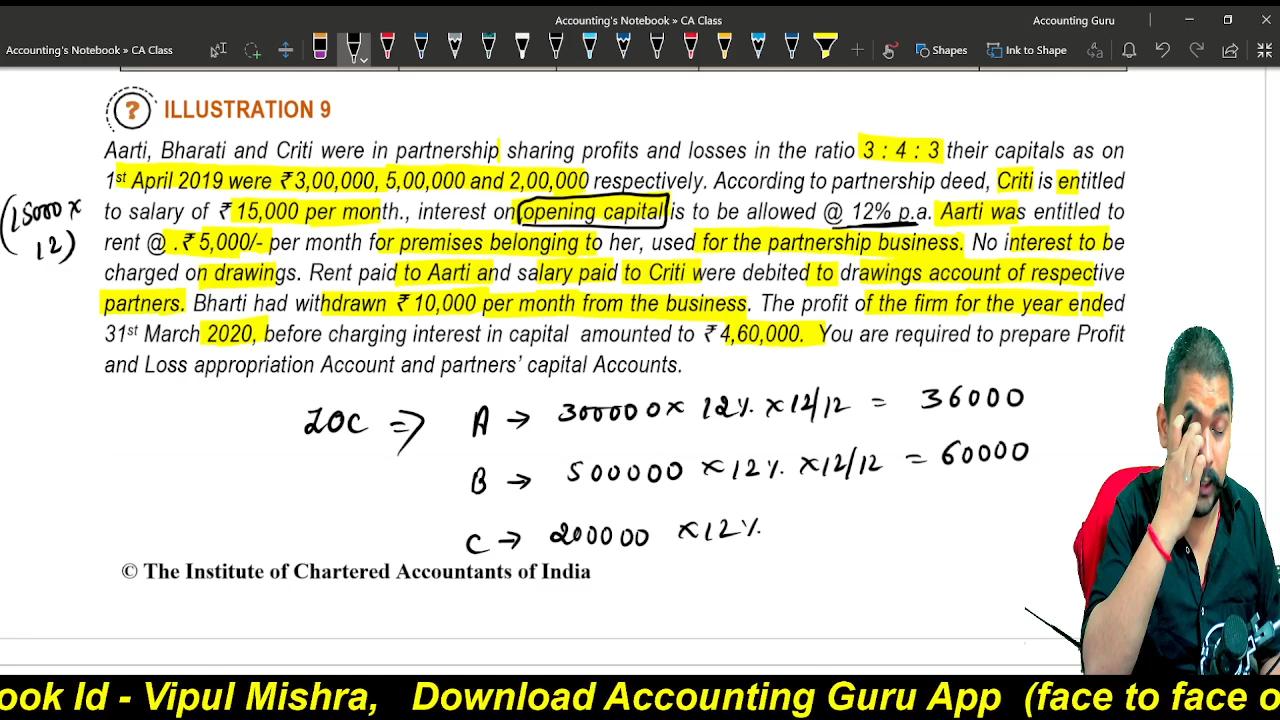 Accounting's Notebook » CA Class
Accounting Guru
Accounting's Notebook » CA Class
Shapes
Ink to Shape
? ILLUSTRATION 9
Aarti, Bharati and Criti were in partnership sharing profits and losses in the ratio 3 : 4 : 3 their capitals as on
1st April 2019 were ₹ 3,00,000, 5,00,000 and 2,00,000 respectively. According to partnership deed, Criti is entitled
to salary of ₹ 15,000 per month., interest on opening capital is to be allowed @ 12% p.a. Aarti was entitled to
rent @ .₹ 5,000/- per month for premises belonging to her, used for the partnership business. No interest to be
charged on drawings. Rent paid to Aarti and salary paid to Criti were debited to drawings account of respective
partners. Bharti had withdrawn ₹ 10,000 per month from the business. The profit of the firm for the year ended
31st March 2020, before charging interest in capital amounted to ₹ 4,60,000. You are required to prepare Profit
and Loss appropriation Account and partners' capital Accounts.
(15000 x
12)
IOC => A → 300000 x 12% x 12/12 = 36000
B → 500000 x 12% x 12/12 = 60000
C → 200000 x 12%
© The Institute of Chartered Accountants of India
ook Id - Vipul Mishra, Download Accounting Guru App (face to face o